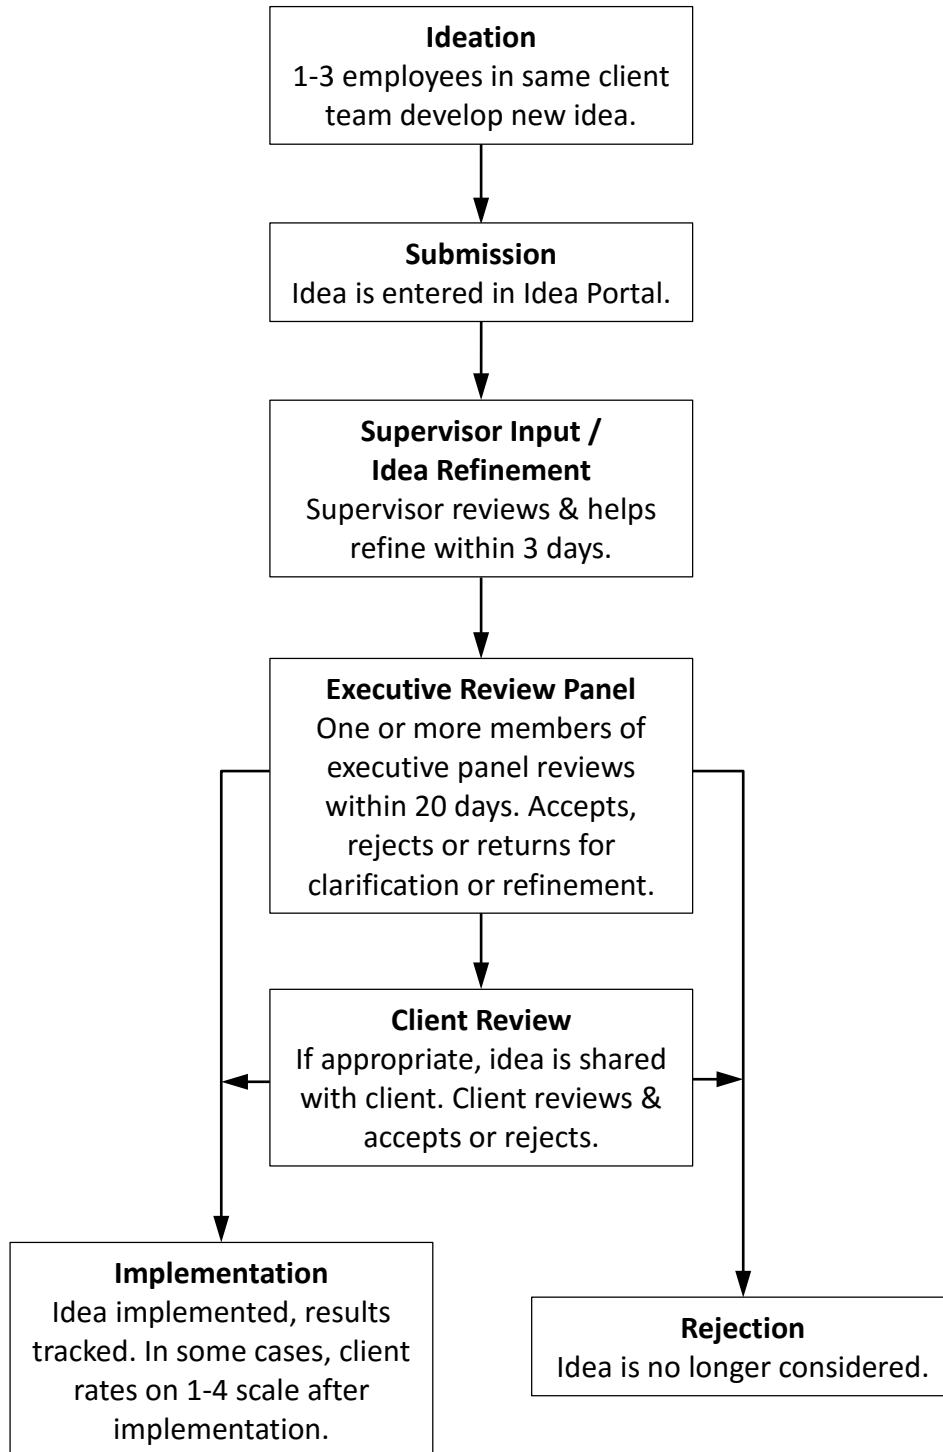 Ideation
1-3 employees in same client
team develop new idea.
Submission
Idea is entered in Idea Portal.
Supervisor Input /
Idea Refinement
Supervisor reviews & helps
refine within 3 days.
Executive Review Panel
One or more members of
executive panel reviews
within 20 days. Accepts,
rejects or returns for
clarification or refinement.
Client Review
If appropriate, idea is shared
with client. Client reviews &
accepts or rejects.
Implementation
Idea implemented, results
tracked. In some cases, client
rates on 1-4 scale after
implementation.
Rejection
Idea is no longer considered.